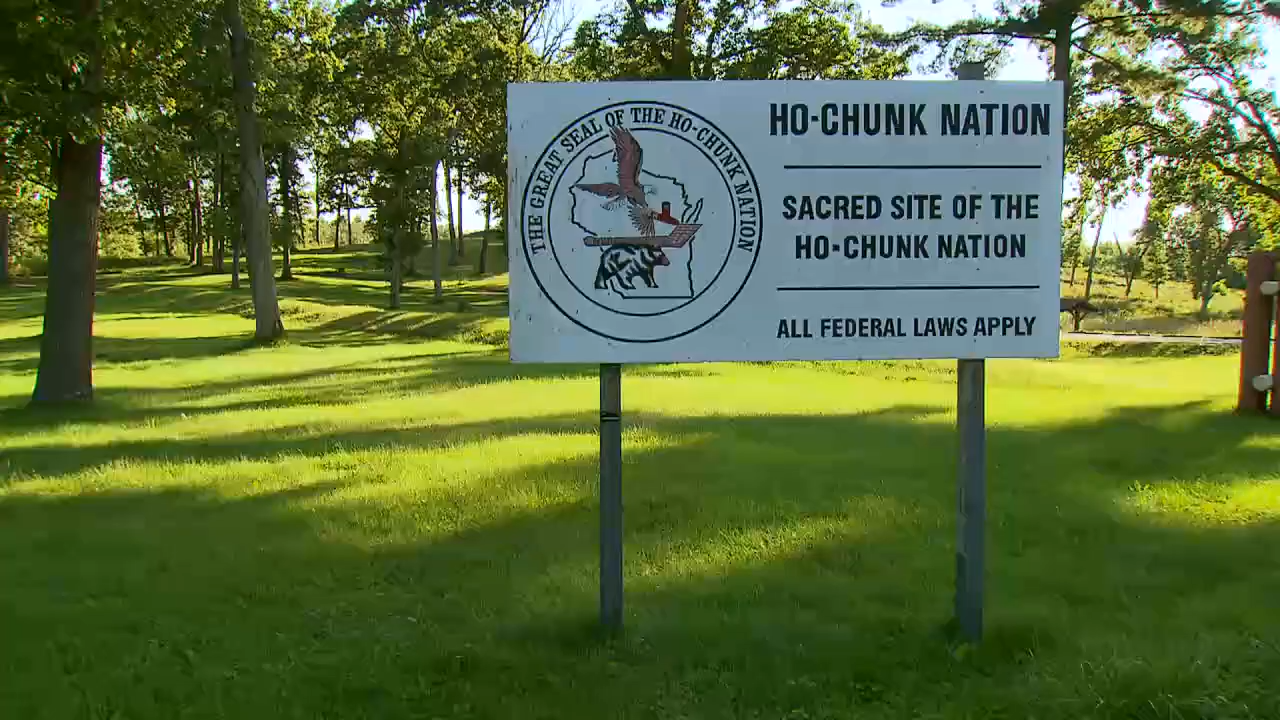 THE GREAT SEAL OF THE HO-CHUNK NATION
HO-CHUNK NATION
SACRED SITE OF THE
HO-CHUNK NATION
ALL FEDERAL LAWS APPLY